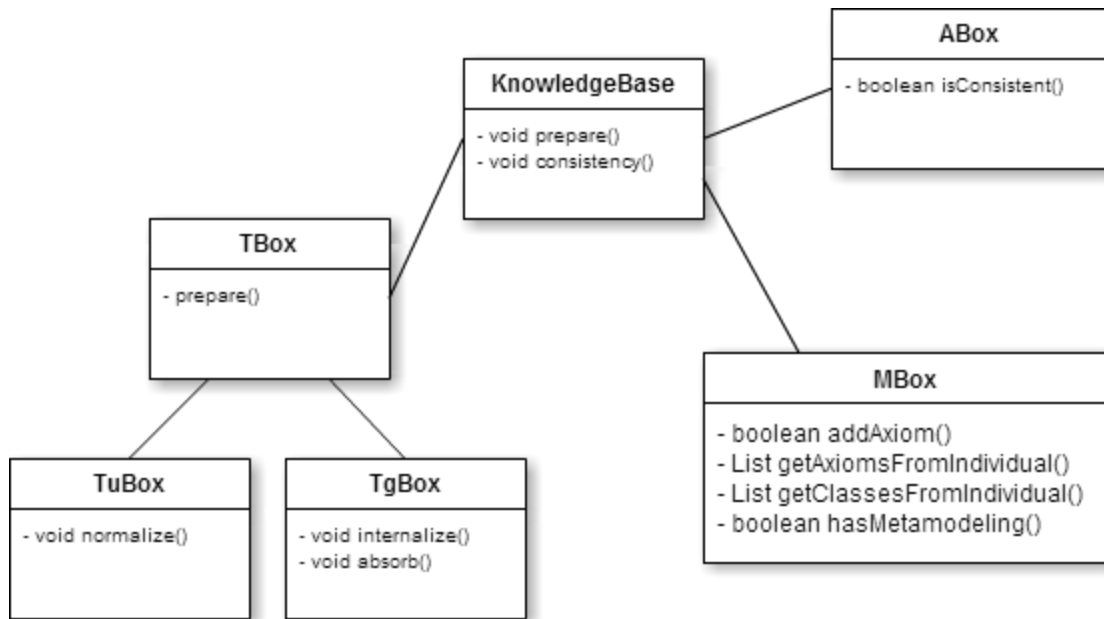 ABox
- boolean isConsistent()
KnowledgeBase
- void prepare()
- void consistency()
TBox
- prepare()
MBox
- boolean addAxiom()
- List getAxiomsFromIndividual()
- List getClassesFromIndividual()
- boolean hasMetamodeling()
TuBox
- void normalize()
TgBox
- void internalize()
- void absorb()